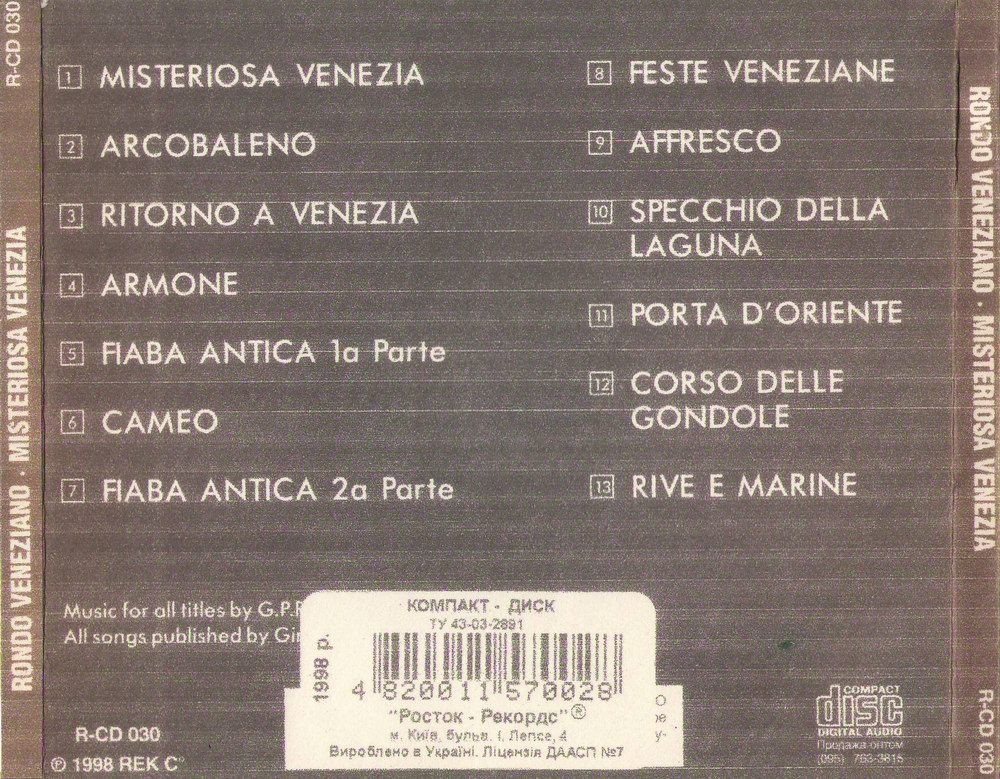 R-CD 030
RONDO VENEZIANO · MISTERIOSA VENEZIA
1 MISTERIOSA VENEZIA
2 ARCOBALENO
3 RITORNO A VENEZIA
4 ARMONE
5 FIABA ANTICA 1a Parte
6 CAMEO
7 FIABA ANTICA 2a Parte
8 FESTE VENEZIANE
9 AFFRESCO
10 SPECCHIO DELLA
LAGUNA
11 PORTA D'ORIENTE
12 CORSO DELLE
GONDOLE
13 RIVE E MARINE
Music for all titles by G.P.
All songs published by
КОМПАКТ - ДИСК
ТУ 43-03-2891
1998 р.
4 820011 570028
"Росток - Рекордс"®
м. Київ, бульв. І. Лепсе, 4
Вироблено в Україні. Ліцензія ДААСП №7
R-CD 030
℗ 1998 REK C°
COMPACT
disc
DIGITAL AUDIO
Продажа оптом
(095) 763-3615
RONDO VENEZIANO · MISTERIOSA VENEZIA
R-CD 030